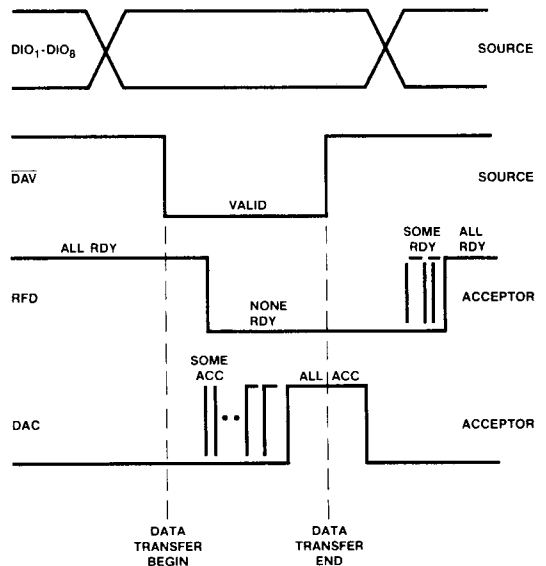 DIO1-DIO8
SOURCE
DAV
SOURCE
VALID
ALL RDY
SOME
RDY
ALL
RDY
RFD
NONE
RDY
ACCEPTOR
SOME
ACC
ALL ACC
DAC
ACCEPTOR
DATA
TRANSFER
BEGIN
DATA
TRANSFER
END